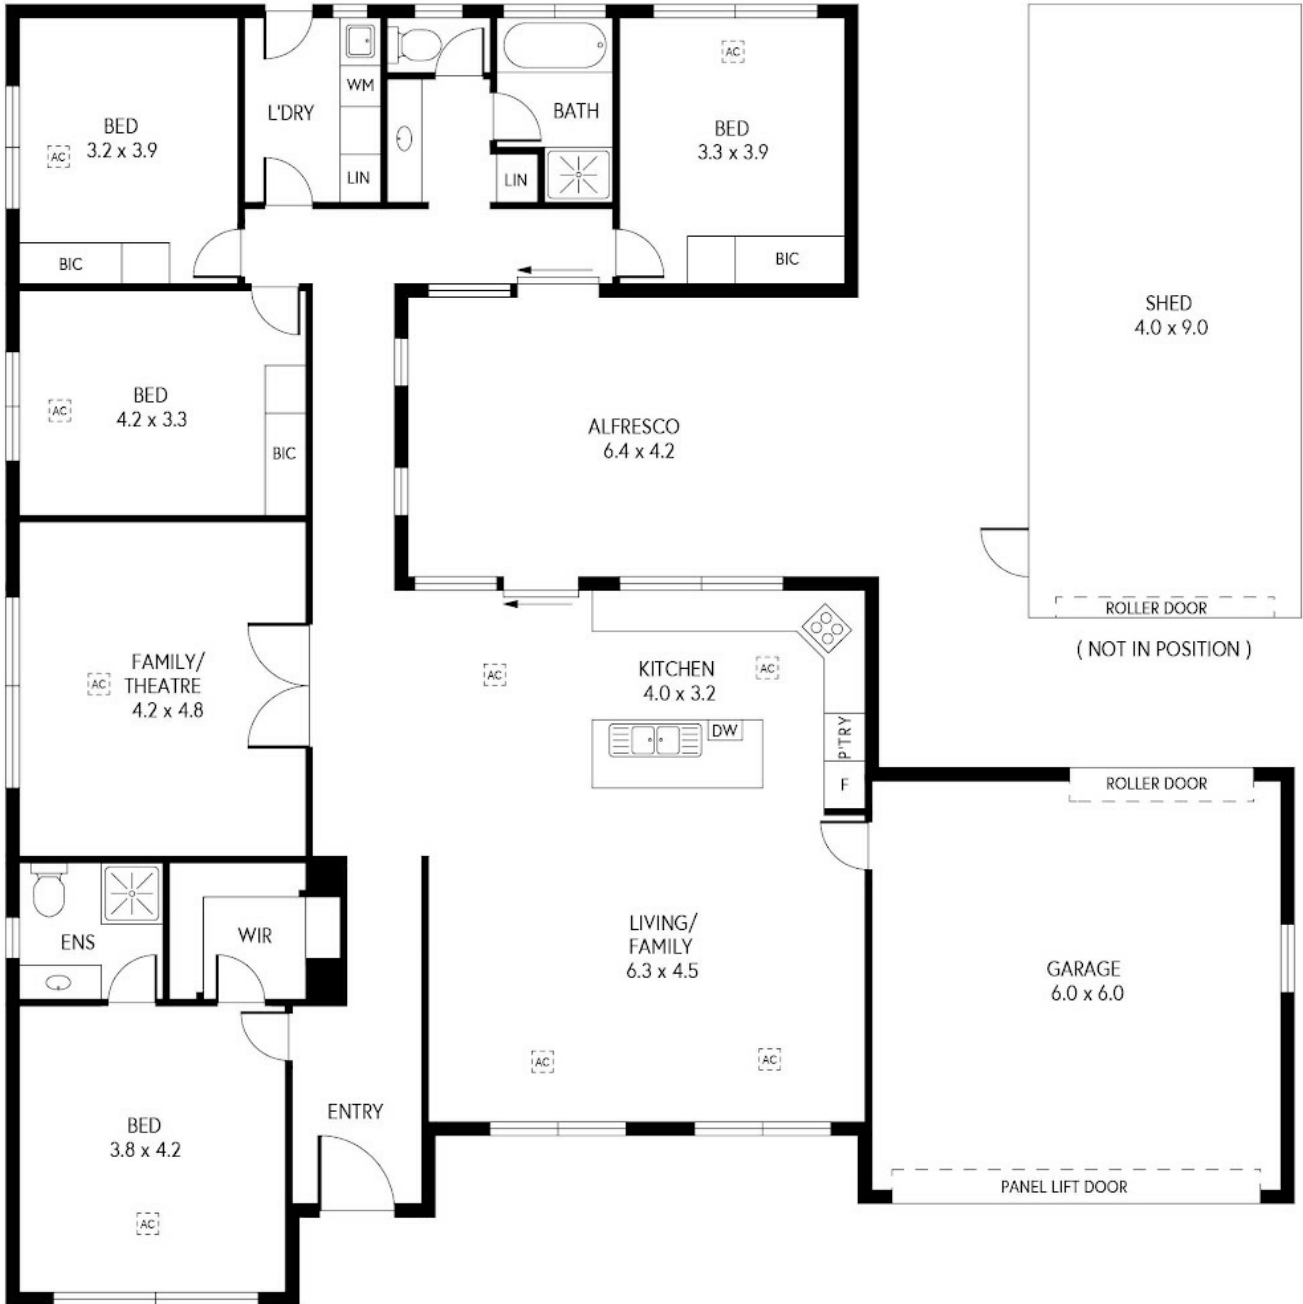 BED
3.2 x 3.9
AC
BIC
L'DRY
WM
LIN
LIN
BATH
AC
BED
3.3 x 3.9
BIC
SHED
4.0 x 9.0
ROLLER DOOR
( NOT IN POSITION )
BED
4.2 x 3.3
AC
BIC
ALFRESCO
6.4 x 4.2
FAMILY/
THEATRE
4.2 x 4.8
AC
AC
KITCHEN
4.0 x 3.2
AC
DW
P'TRY
F
ROLLER DOOR
ENS
WIR
LIVING/
FAMILY
6.3 x 4.5
AC
AC
GARAGE
6.0 x 6.0
PANEL LIFT DOOR
BED
3.8 x 4.2
AC
ENTRY